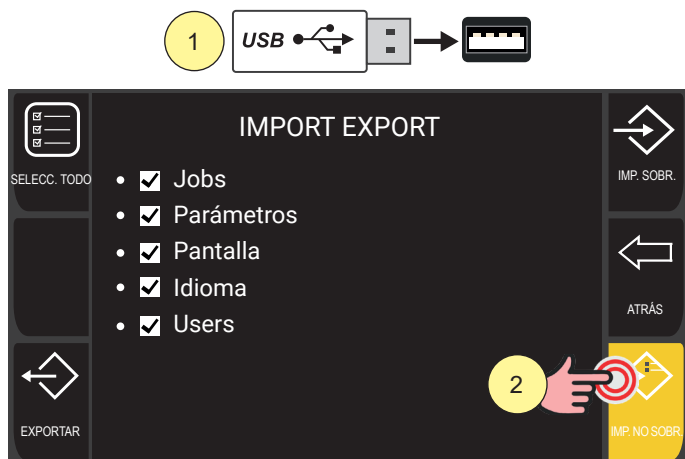 1
USB
IMPORT EXPORT
SELECC. TODO
IMP. SOBR.
Jobs
Parámetros
Pantalla
Idioma
Users
ATRÁS
2
EXPORTAR
IMP. NO SOBR.